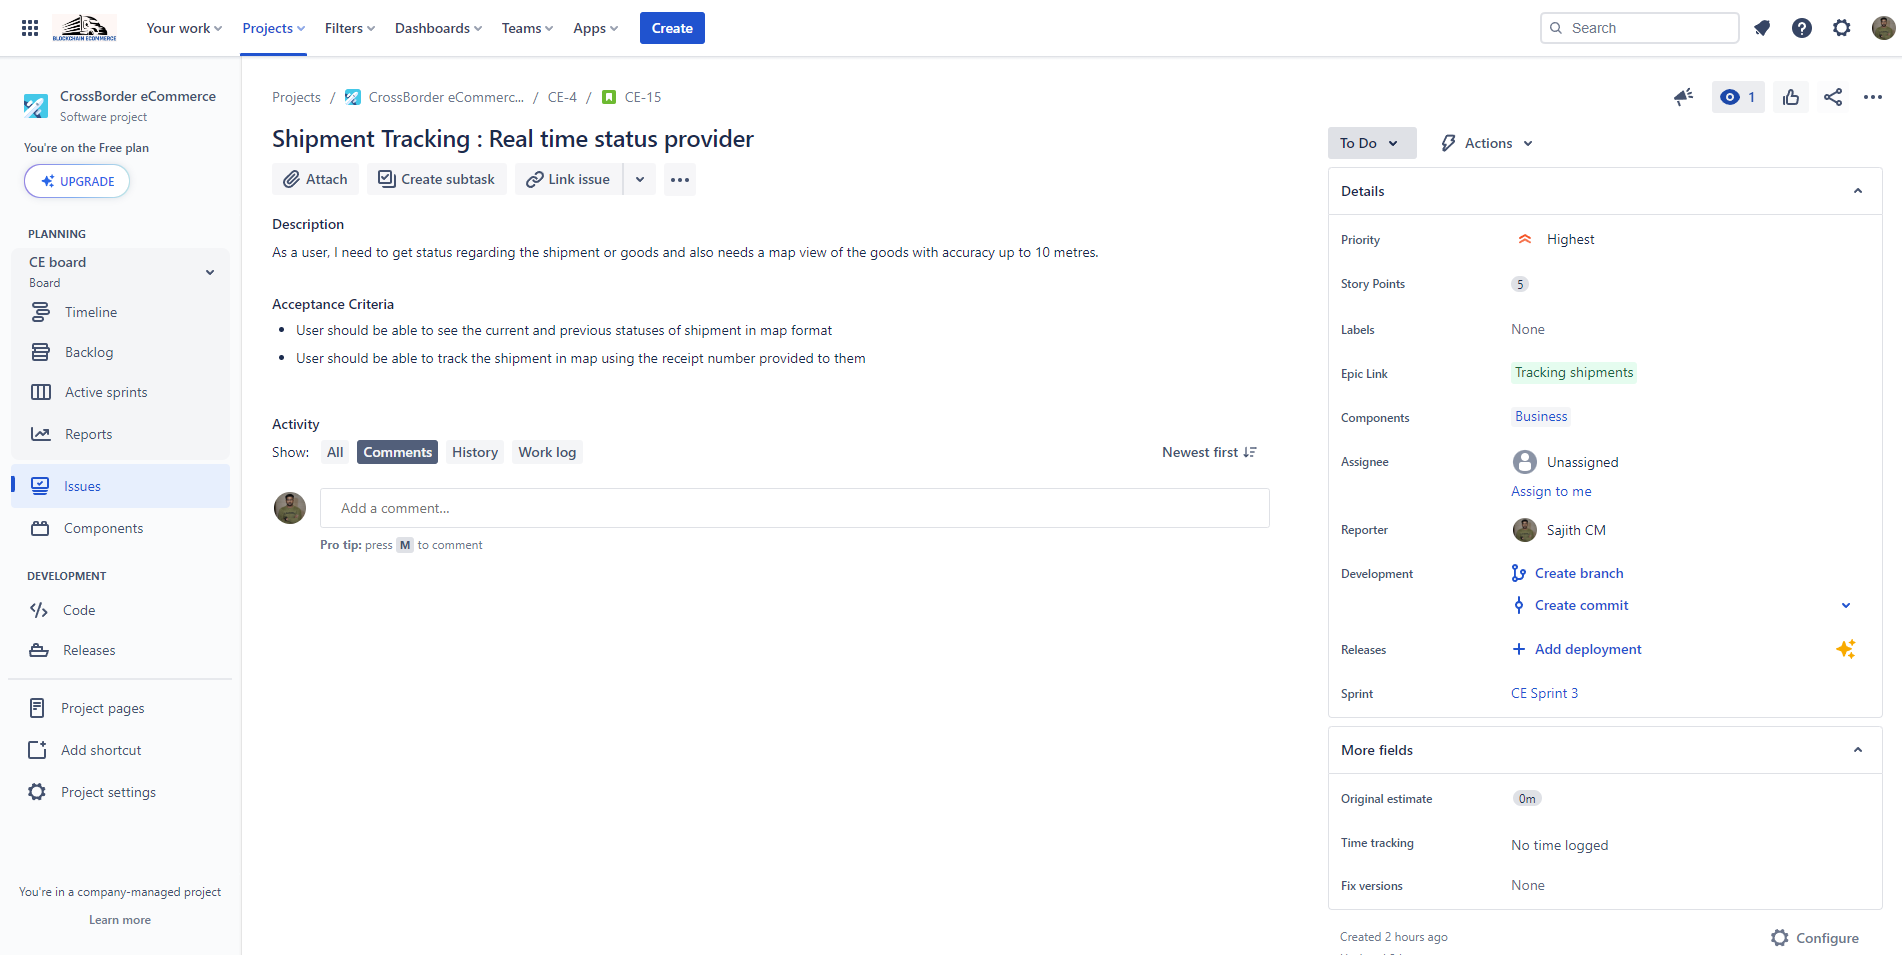 BLOCKCHAIN ECOMMERCE
Your work
Projects
Filters
Dashboards
Teams
Apps
Create
Search
CrossBorder eCommerce
Software project
You're on the Free plan
UPGRADE
PLANNING
CE board
Board
Timeline
Backlog
Active sprints
Reports
Issues
Components
DEVELOPMENT
Code
Releases
Project pages
Add shortcut
Project settings
You're in a company-managed project
Learn more
Projects / CrossBorder eCommerc... / CE-4 / CE-15
1
Shipment Tracking : Real time status provider
Attach
Create subtask
Link issue
Description
As a user, I need to get status regarding the shipment or goods and also needs a map view of the goods with accuracy up to 10 metres.
Acceptance Criteria
• User should be able to see the current and previous statuses of shipment in map format
• User should be able to track the shipment in map using the receipt number provided to them
Activity
Show: All Comments History Work log
Newest first
Add a comment...
Pro tip: press M to comment
To Do
Actions
Details
Priority Highest
Story Points 5
Labels None
Epic Link Tracking shipments
Components Business
Assignee Unassigned
Assign to me
Reporter Sajith CM
Development Create branch
Create commit
Releases + Add deployment
Sprint CE Sprint 3
More fields
Original estimate 0m
Time tracking No time logged
Fix versions None
Created 2 hours ago
Configure